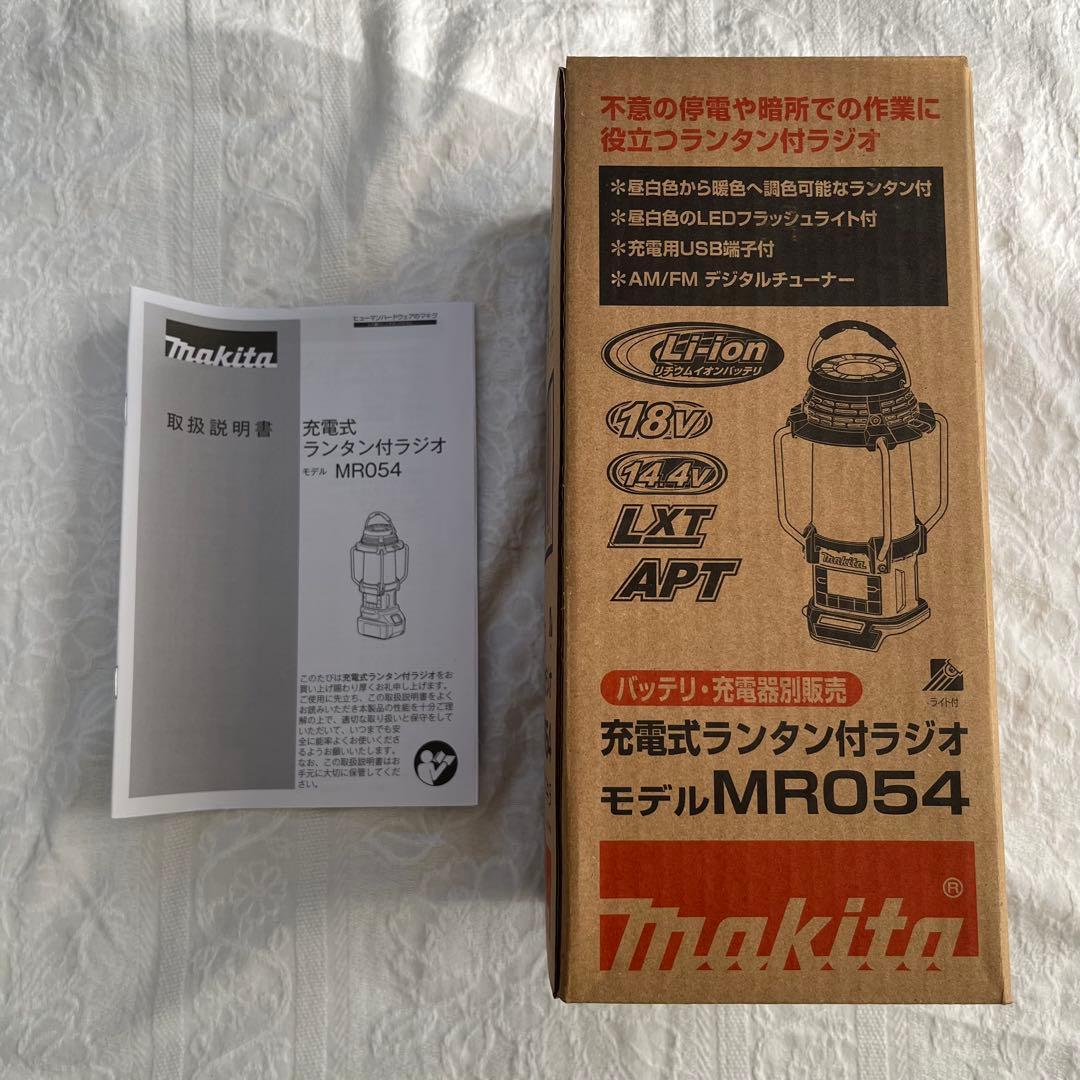 ヒューマンハードウェアのマキタ
makita
取扱説明書
充電式
ランタン付ラジオ
モデル MR054
このたびは充電式ランタン付ラジオをお
買い上げ賜わり厚くお礼申し上げます。
ご使用に先立ち、この取扱説明書をよく
お読みいただき本製品の性能を十分ご理
解の上で、適切な取り扱いと保守をして
いただいて、いつまでも安
全に能率よくお使いくださ
るようお願いいたします。
なお、この取扱説明書はお
手元に大切に保管してくだ
さい。
不意の停電や暗所での作業に
役立つランタン付ラジオ
＊昼白色から暖色へ調色可能なランタン付
＊昼白色のLEDフラッシュライト付
＊充電用USB端子付
＊AM/FM デジタルチューナー
Li-ion
リチウムイオンバッテリ
18V
14.4V
LXT
APT
makita
ライト付
バッテリ・充電器別販売
充電式ランタン付ラジオ
モデルMR054
makita®